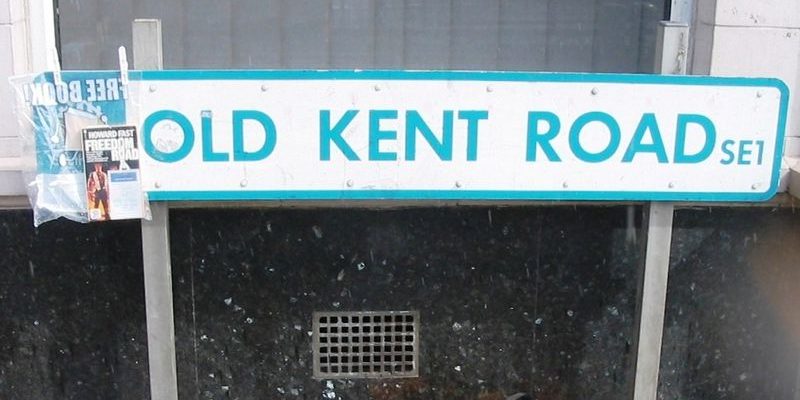 FREE BOOK!
HOWARD FAST
FREEDOM
ROAD
OLD KENT ROAD SE1